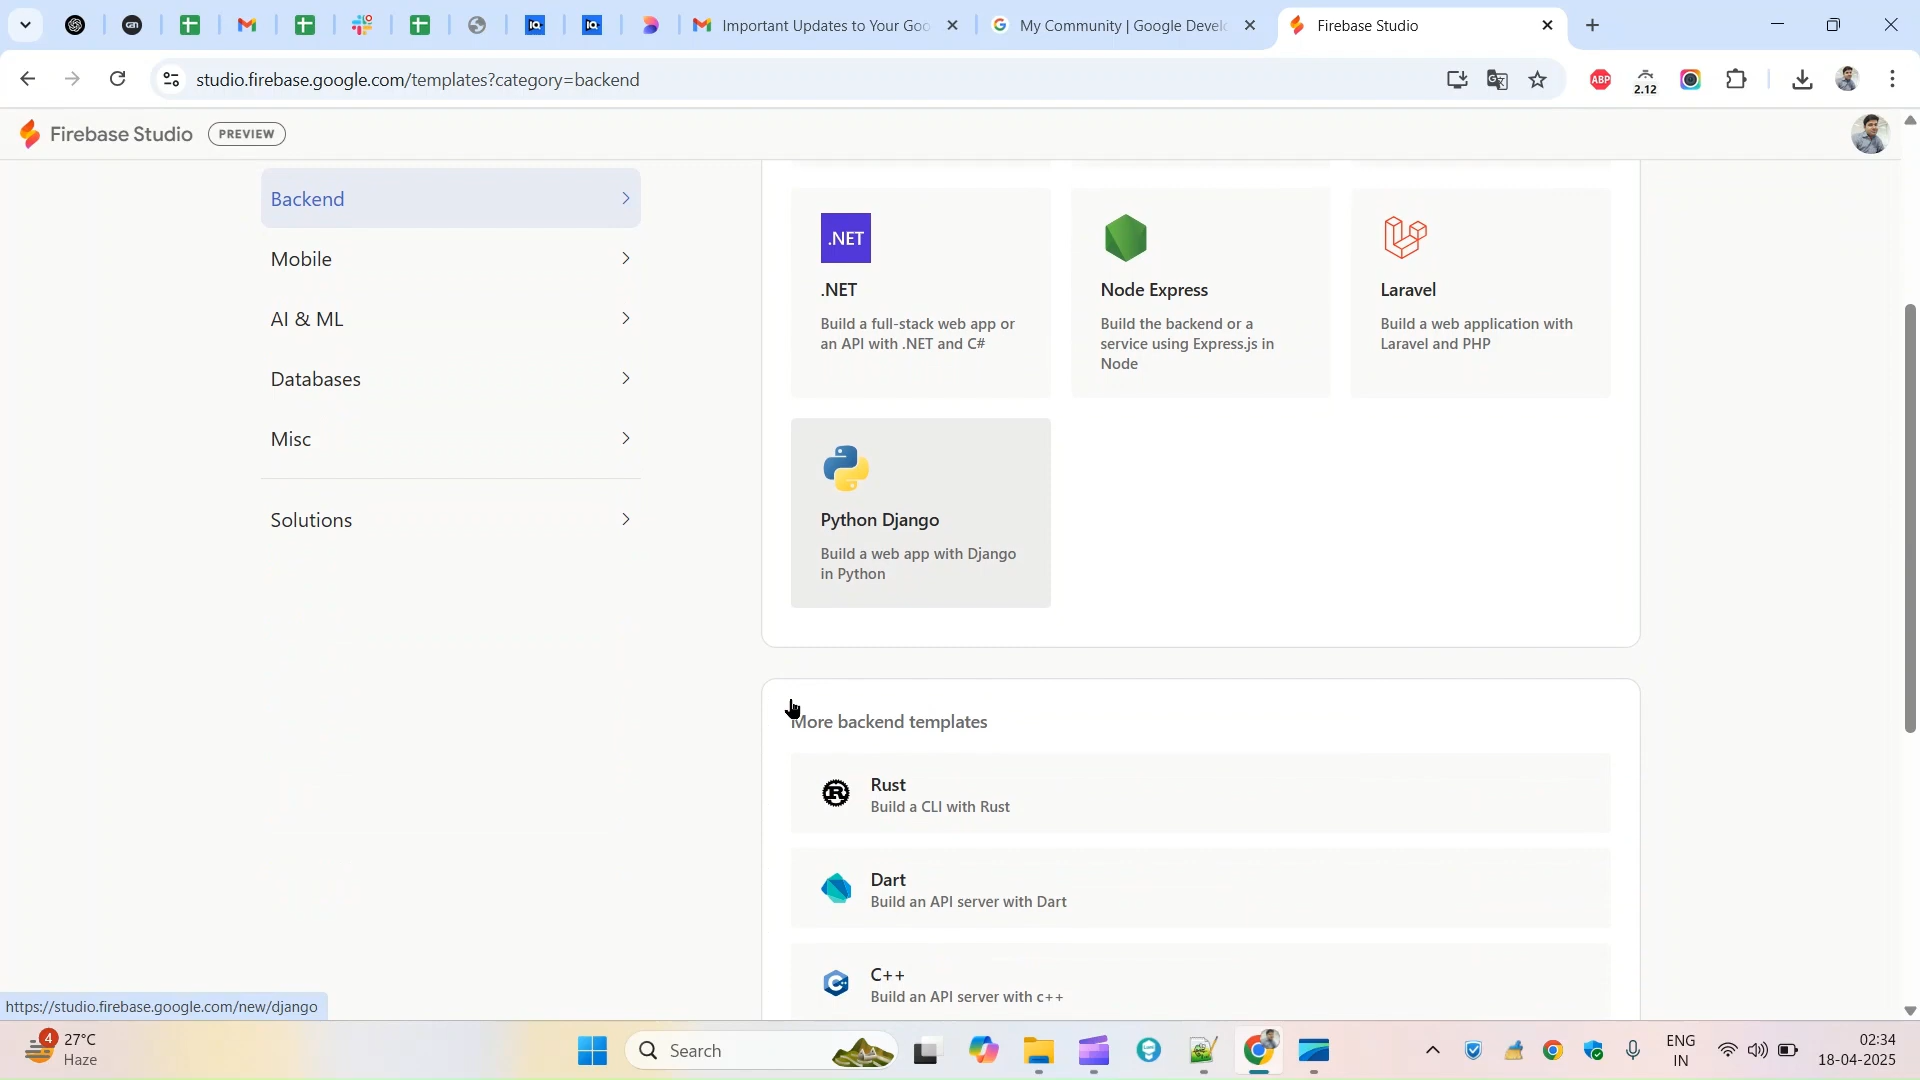 Important Updates to Your Goo
My Community | Google Develo
Firebase Studio
studio.firebase.google.com/templates?category=backend
ABP
2.12
Firebase Studio
PREVIEW
Backend
Mobile
AI & ML
Databases
Misc
Solutions
.NET
.NET
Build a full-stack web app or
an API with .NET and C#
Node Express
Build the backend or a
service using Express.js in
Node
Laravel
Build a web application with
Laravel and PHP
Python Django
Build a web app with Django
in Python
More backend templates
Rust
Build a CLI with Rust
Dart
Build an API server with Dart
C++
Build an API server with c++
https://studio.firebase.google.com/new/django
4
27°C
Haze
Search
ENG
IN
02:34
18-04-2025